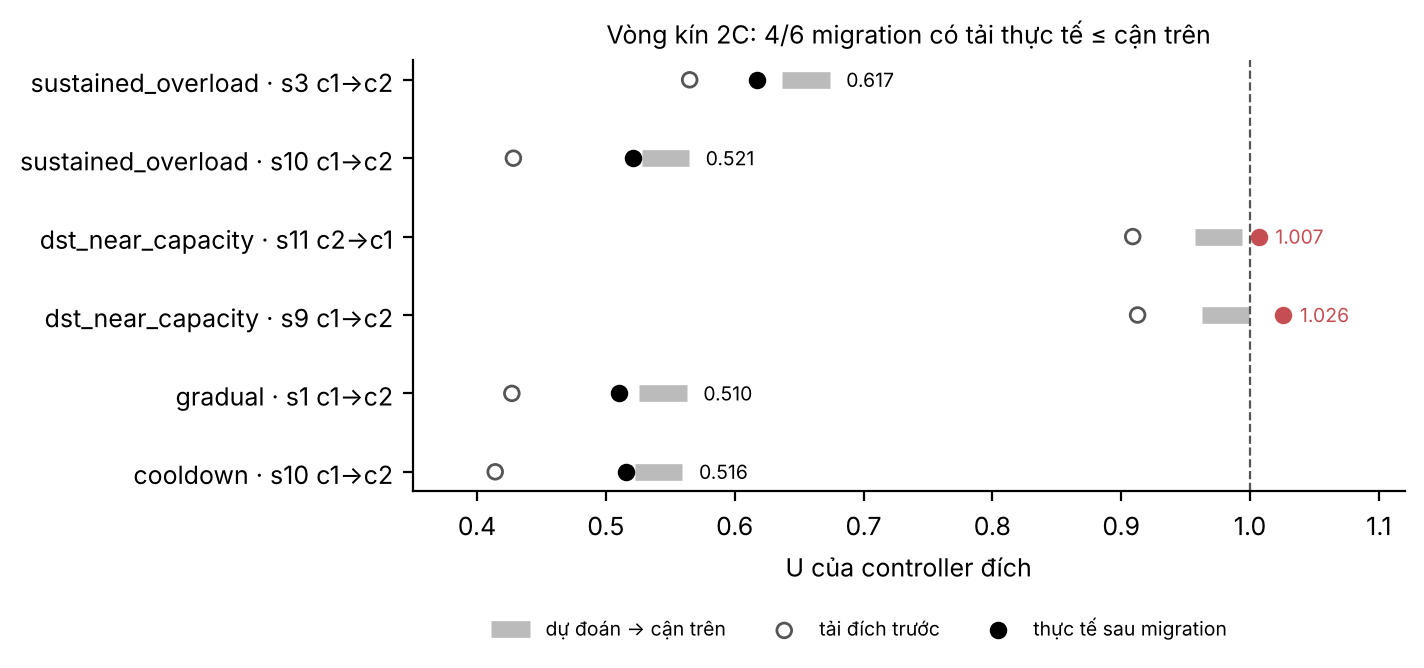 Vòng kín 2C: 4/6 migration có tải thực tế ≤ cận trên
sustained_overload · s3 c1→c2
0.617
sustained_overload · s10 c1→c2
0.521
dst_near_capacity · s11 c2→c1
1.007
dst_near_capacity · s9 c1→c2
1.026
gradual · s1 c1→c2
0.510
cooldown · s10 c1→c2
0.516
0.4 0.5 0.6 0.7 0.8 0.9 1.0 1.1
U của controller đích
dự đoán → cận trên tải đích trước thực tế sau migration